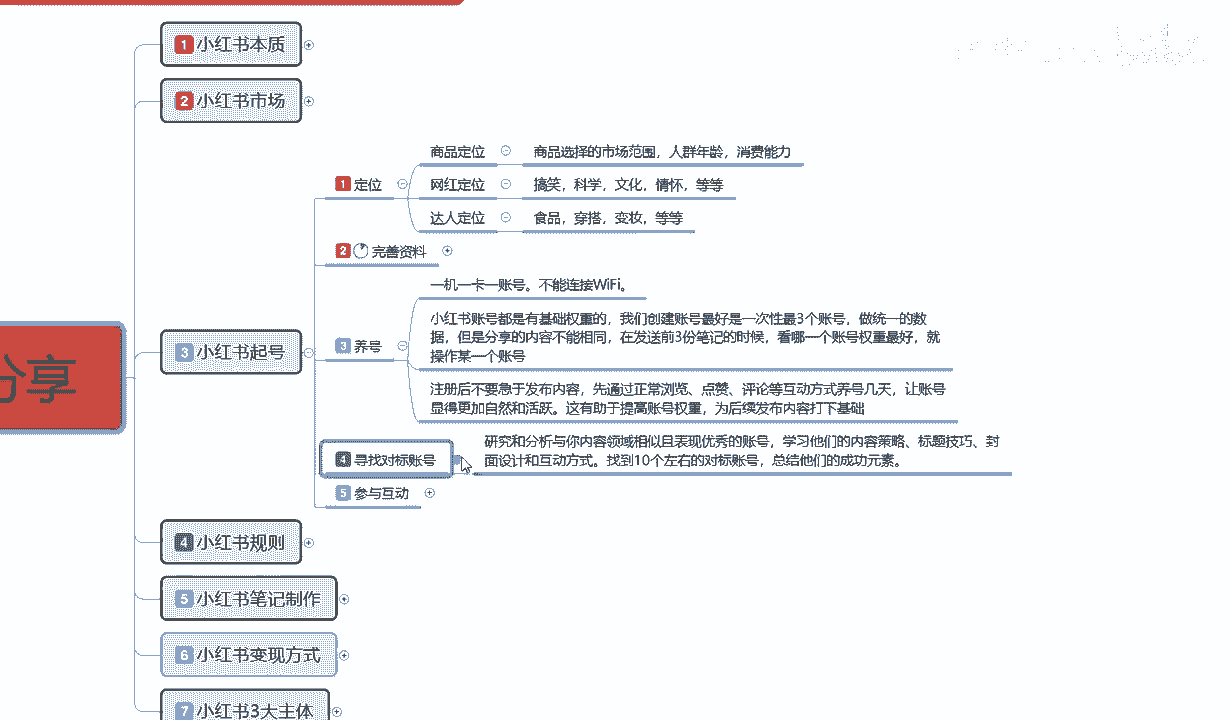 分享
1 小红书本质
2 小红书市场
3 小红书起号
1 定位
商品定位
商品选择的市场范围，人群年龄，消费能力
网红定位
搞笑，科学，文化，情怀，等等
达人定位
食品，穿搭，变妆，等等
2 完善资料
3 养号
一机一卡一账号。不能连接WiFi。
小红书账号都是有基础权重的，我们创建账号最好是一次性最3个账号，做统一的数
据，但是分享的内容不能相同，在发送前3份笔记的时候，看哪一个账号权重最好，就
操作某一个账号
注册后不要急于发布内容，先通过正常浏览、点赞、评论等互动方式养号几天，让账号
显得更加自然和活跃。这有助于提高账号权重，为后续发布内容打下基础
4 寻找对标账号
研究和分析与你内容领域相似且表现优秀的账号，学习他们的内容策略、标题技巧、封
面设计和互动方式。找到10个左右的对标账号，总结他们的成功元素。
5 参与互动
4 小红书规则
5 小红书笔记制作
6 小红书变现方式
7 小红书3大主体